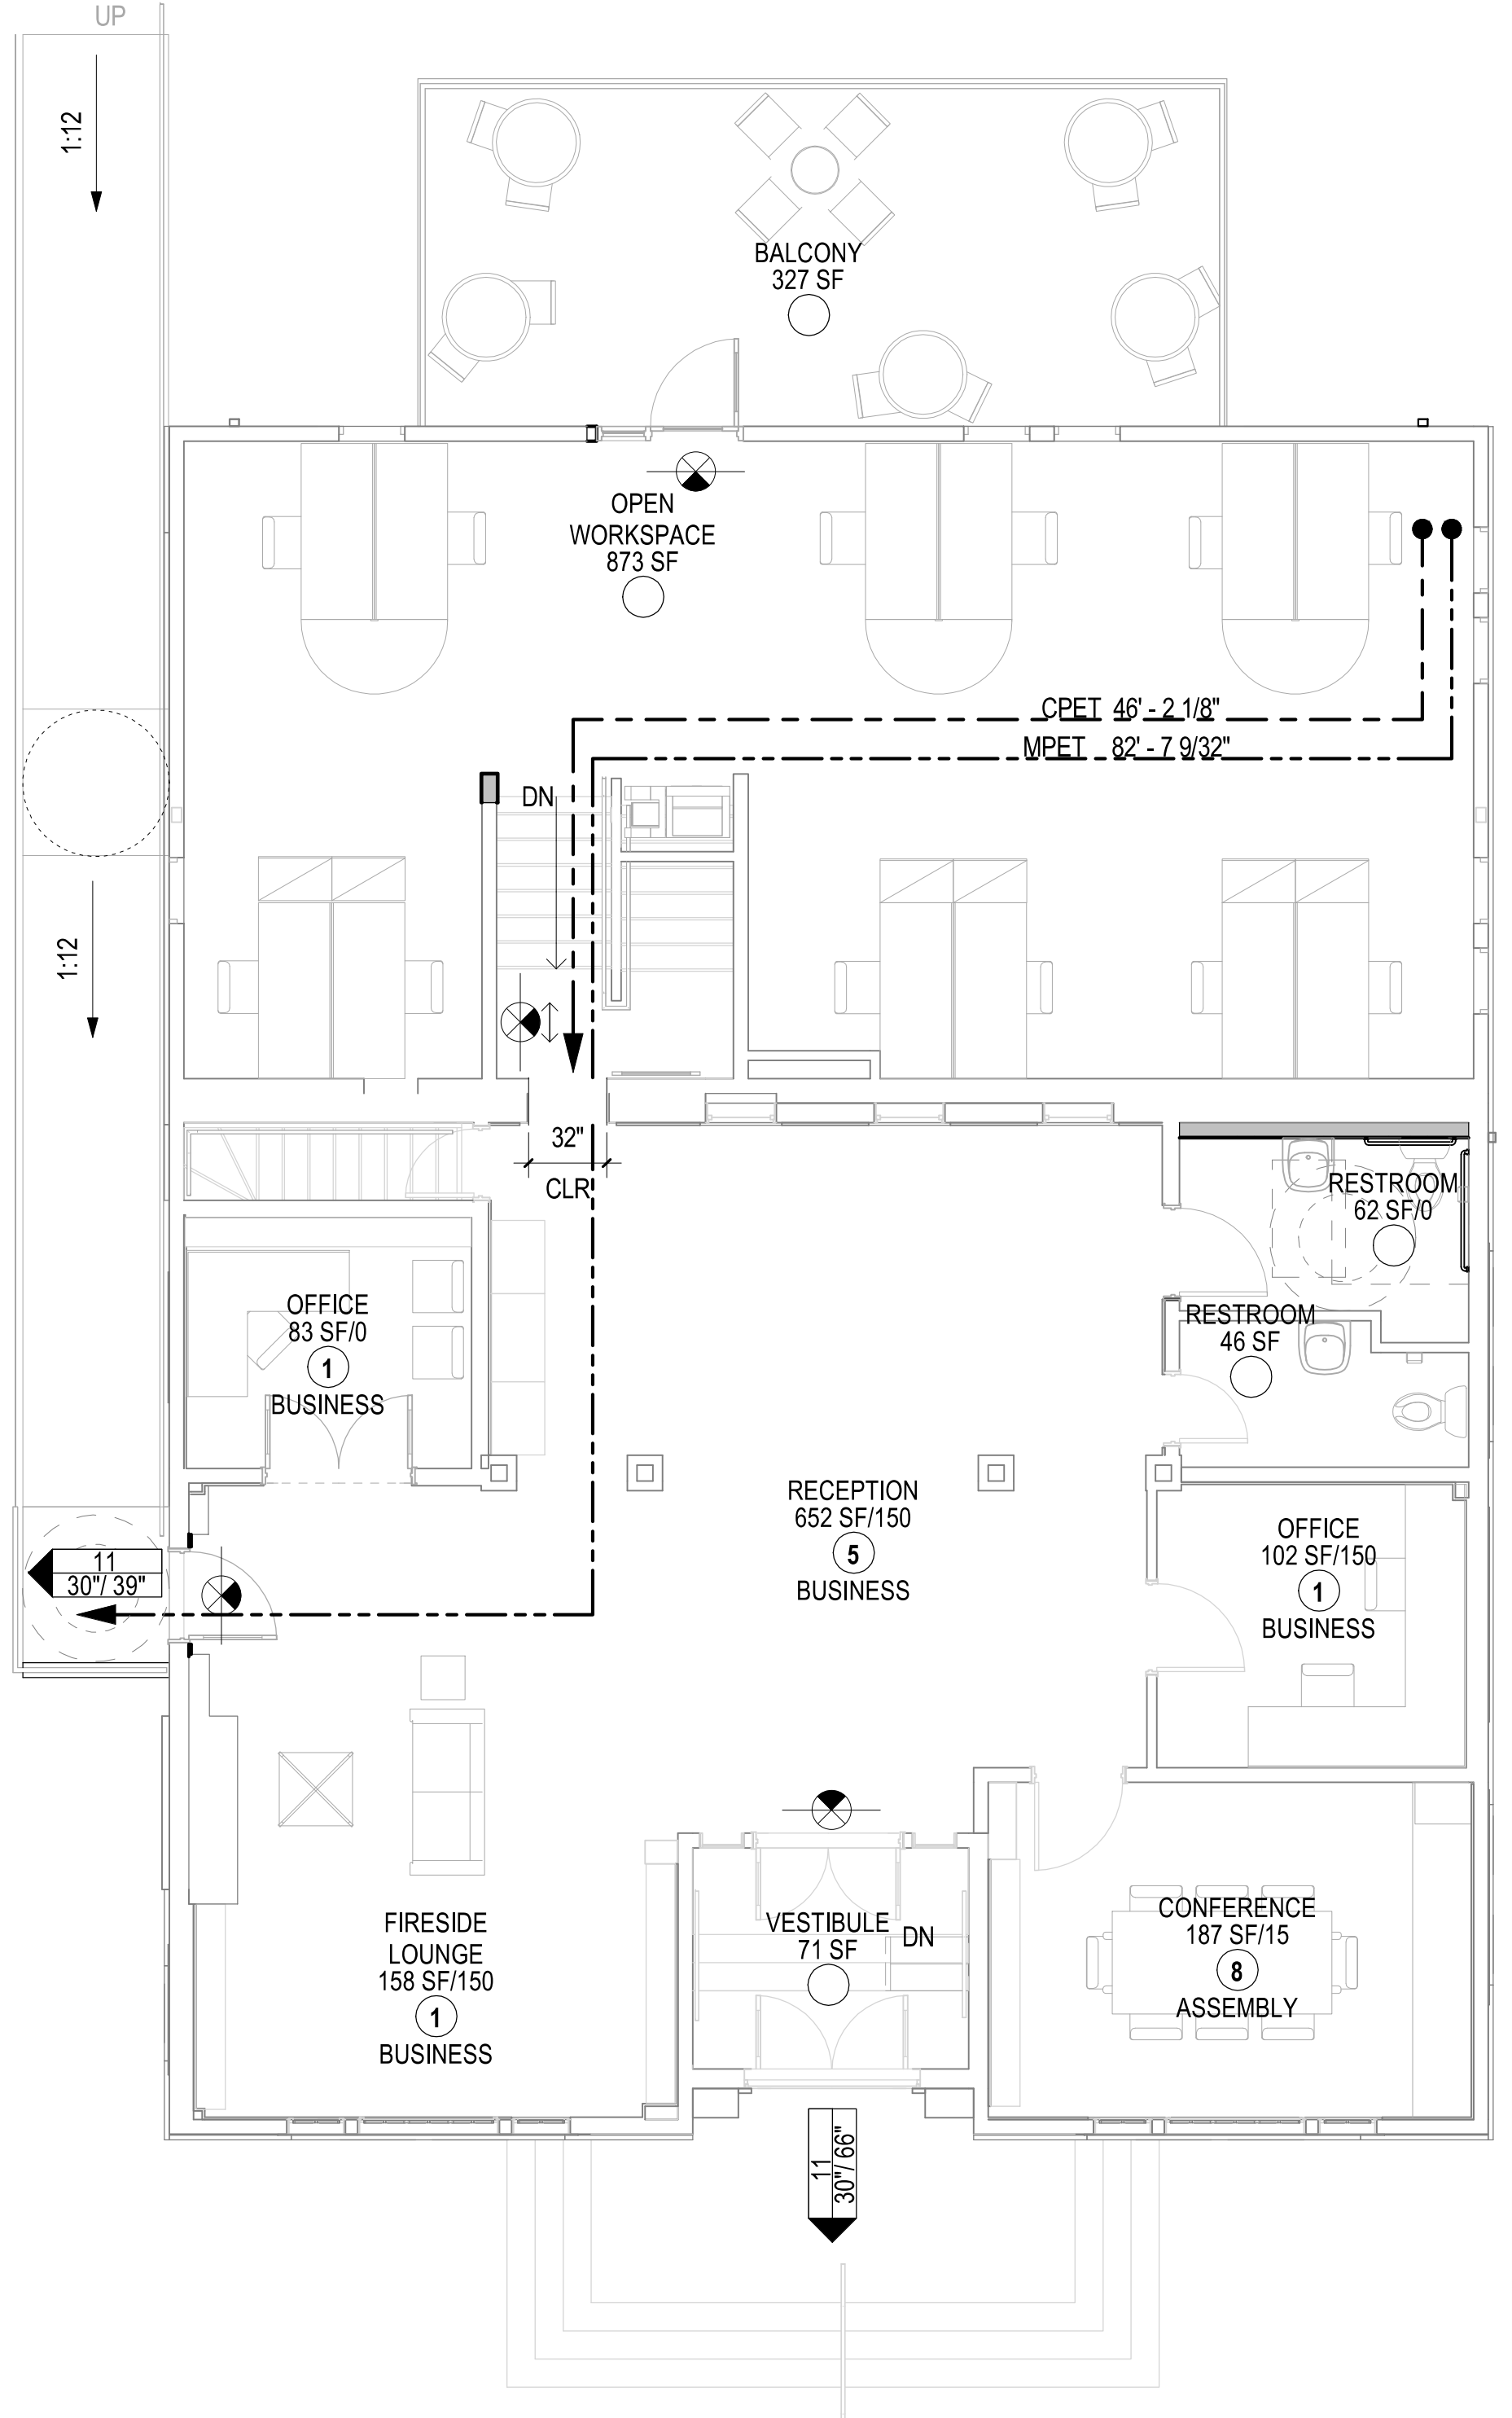 UP
1:12
BALCONY
327 SF
OPEN
WORKSPACE
873 SF
CPET 46' - 2 1/8"
MPET 82' - 7 9/32"
DN
1:12
32"
CLR
RESTROOM
62 SF/0
OFFICE
83 SF/0
1
BUSINESS
RESTROOM
46 SF
RECEPTION
652 SF/150
5
BUSINESS
OFFICE
102 SF/150
1
BUSINESS
11
30"/ 39"
FIRESIDE
LOUNGE
158 SF/150
1
BUSINESS
VESTIBULE
71 SF
DN
CONFERENCE
187 SF/15
8
ASSEMBLY
11
30"/ 66"